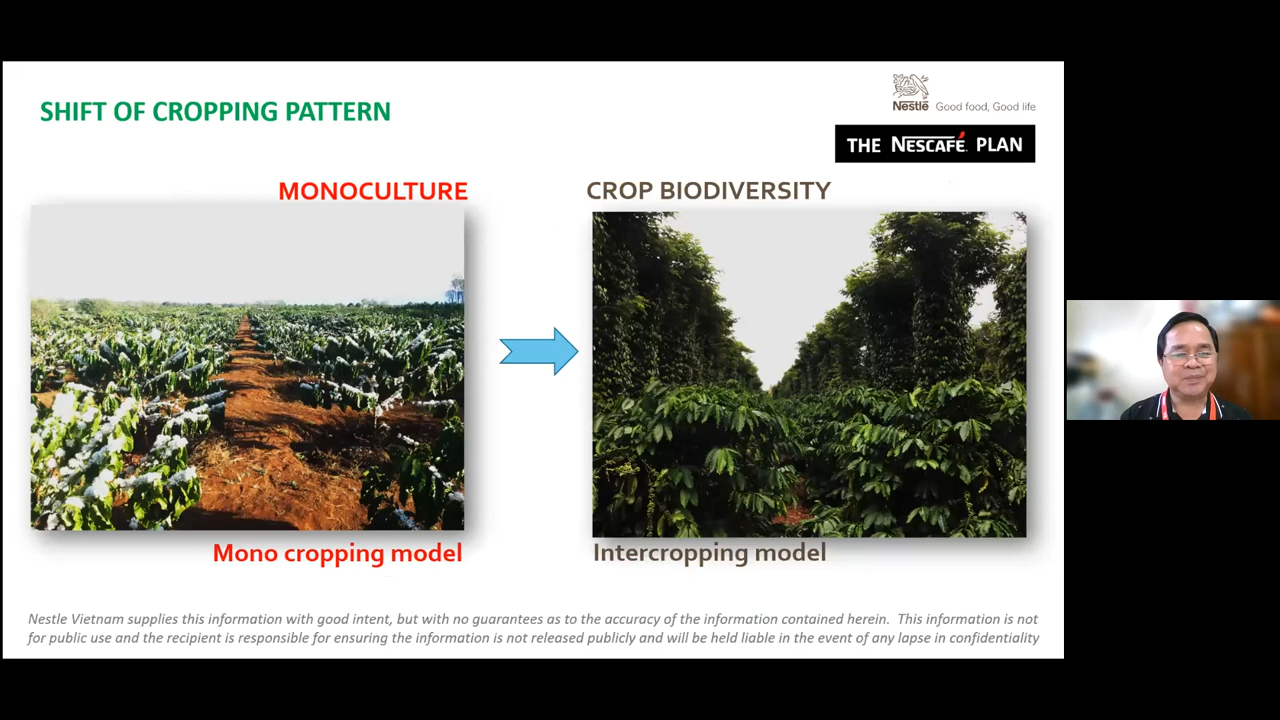 SHIFT OF CROPPING PATTERN
Nestlé Good food, Good life
THE NESCAFÉ. PLAN
MONOCULTURE
CROP BIODIVERSITY
Mono cropping model
Intercropping model
Nestle Vietnam supplies this information with good intent, but with no guarantees as to the accuracy of the information contained herein. This information is not
for public use and the recipient is responsible for ensuring the information is not released publicly and will be held liable in the event of any lapse in confidentiality